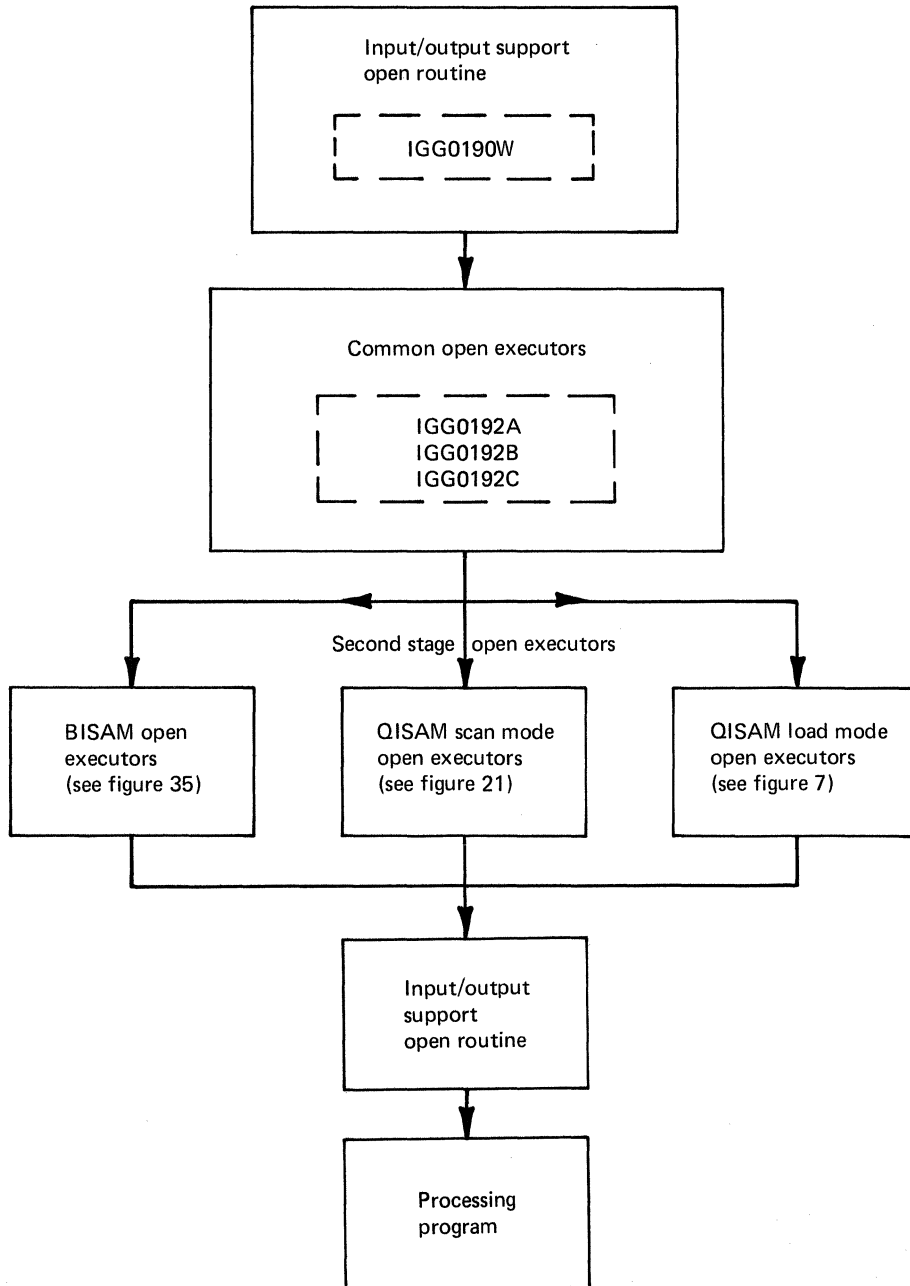 Input/output support
open routine
IGG0190W
Common open executors
IGG0192A
IGG0192B
IGG0192C
Second stage open executors
BISAM open
executors
(see figure 35)
QISAM scan mode
open executors
(see figure 21)
QISAM load mode
open executors
(see figure 7)
Input/output
support
open routine
Processing
program